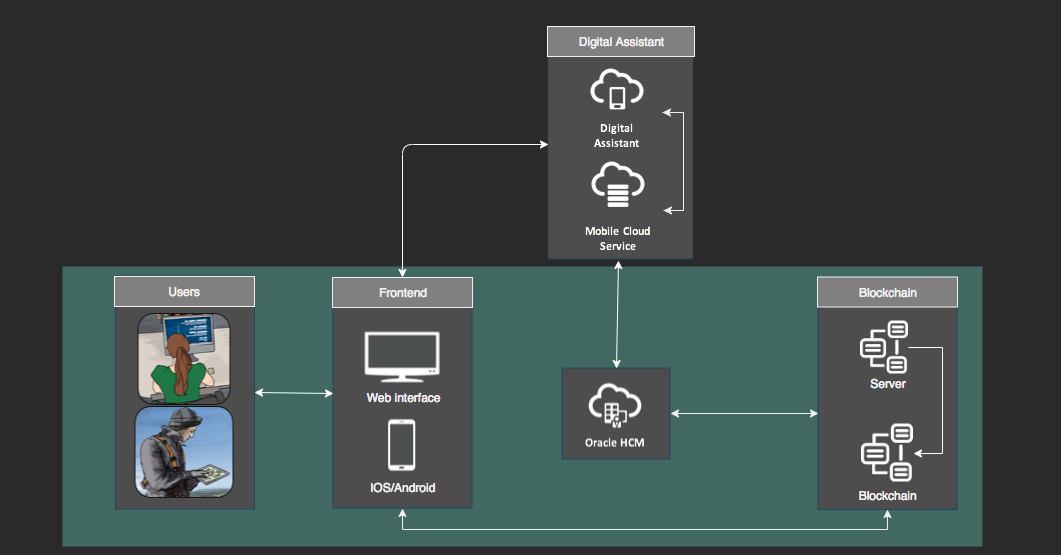 Digital Assistant
Digital
Assistant
Mobile Cloud
Service
Users
Frontend
Web interface
IOS/Android
Oracle HCM
Blockchain
Server
Blockchain